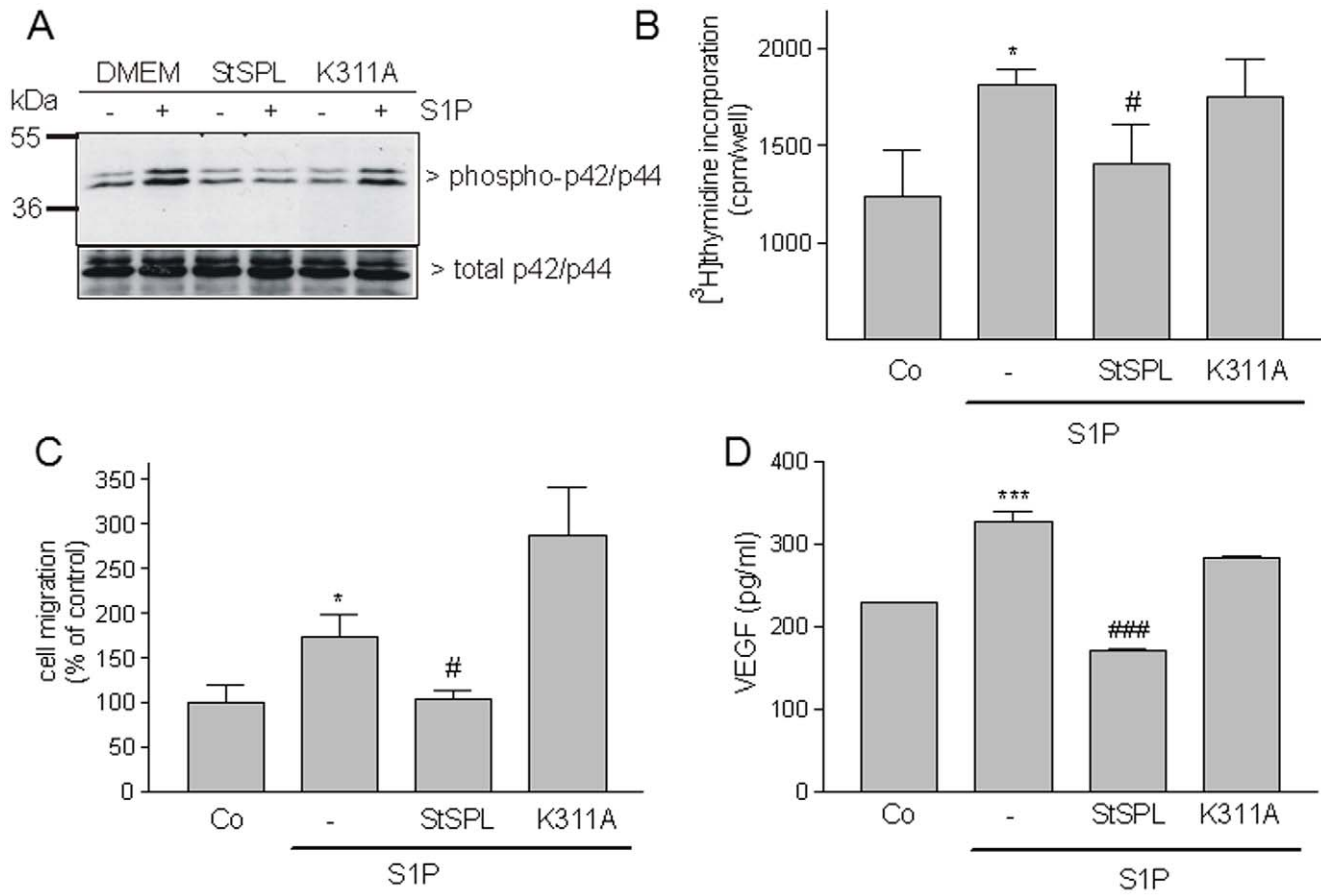 A
DMEM StSPL K311A
kDa - + - + - + S1P
55
> phospho-p42/p44
36
> total p42/p44
B
[³H]thymidine incorporation
(cpm/well)
2000
1500
1000
*
#
Co - StSPL K311A
S1P
C
cell migration
(% of control)
350
300
250
200
150
100
50
0
*
#
Co - StSPL K311A
S1P
D
VEGF (pg/ml)
400
300
200
100
0
***
###
Co - StSPL K311A
S1P